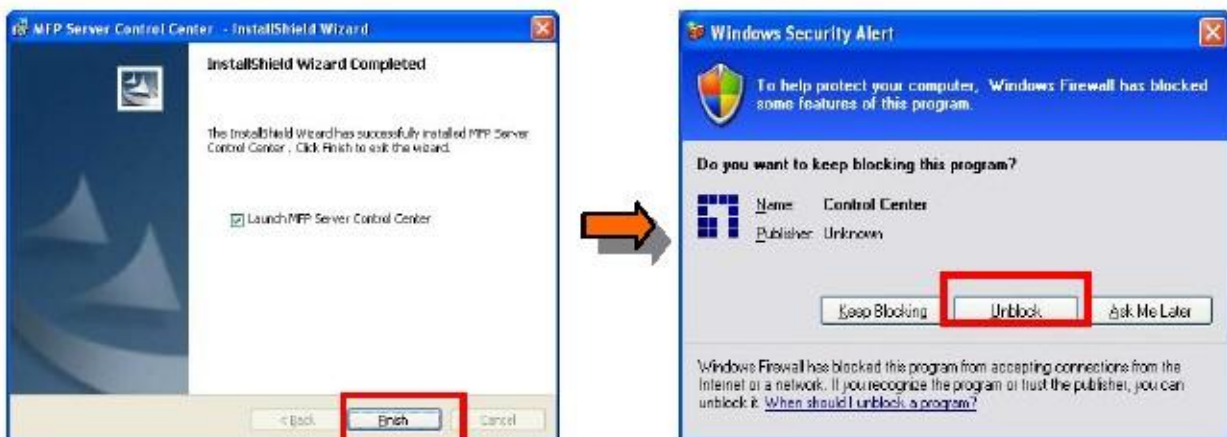 MFP Server Control Center - InstallShield Wizard
InstallShield Wizard Completed
The InstallShield Wizard has successfully installed MFP Server
Control Center . Click Finish to exit the wizard.
Launch MFP Server Control Center
< Back
Finish
Cancel
Windows Security Alert
To help protect your computer, Windows Firewall has blocked
some features of this program.
Do you want to keep blocking this program?
Name: Control Center
Publisher: Unknown
Keep Blocking
Unblock
Ask Me Later
Windows Firewall has blocked this program from accepting connections from the
Internet or a network. If you recognize the program or trust the publisher, you can
unblock it. When should I unblock a program?